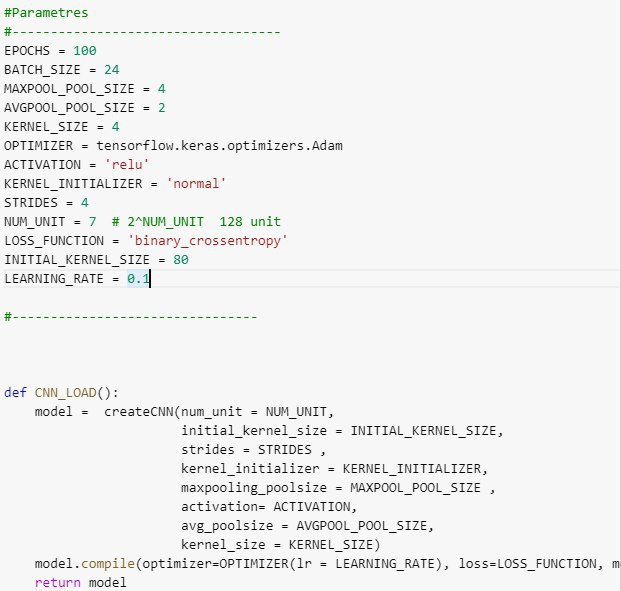 #Parametres
#-----------------------------------
EPOCHS = 100
BATCH_SIZE = 24
MAXPOOL_POOL_SIZE = 4
AVGPOOL_POOL_SIZE = 2
KERNEL_SIZE = 4
OPTIMIZER = tensorflow.keras.optimizers.Adam
ACTIVATION = 'relu'
KERNEL_INITIALIZER = 'normal'
STRIDES = 4
NUM_UNIT = 7  # 2^NUM_UNIT  128 unit
LOSS_FUNCTION = 'binary_crossentropy'
INITIAL_KERNEL_SIZE = 80
LEARNING_RATE = 0.1
#--------------------------------
def CNN_LOAD():
    model =  createCNN(num_unit = NUM_UNIT,
                       initial_kernel_size = INITIAL_KERNEL_SIZE,
                       strides = STRIDES ,
                       kernel_initializer = KERNEL_INITIALIZER,
                       maxpooling_poolsize = MAXPOOL_POOL_SIZE ,
                       activation= ACTIVATION,
                       avg_poolsize = AVGPOOL_POOL_SIZE,
                       kernel_size = KERNEL_SIZE)
    model.compile(optimizer=OPTIMIZER(lr = LEARNING_RATE), loss=LOSS_FUNCTION,
    return model